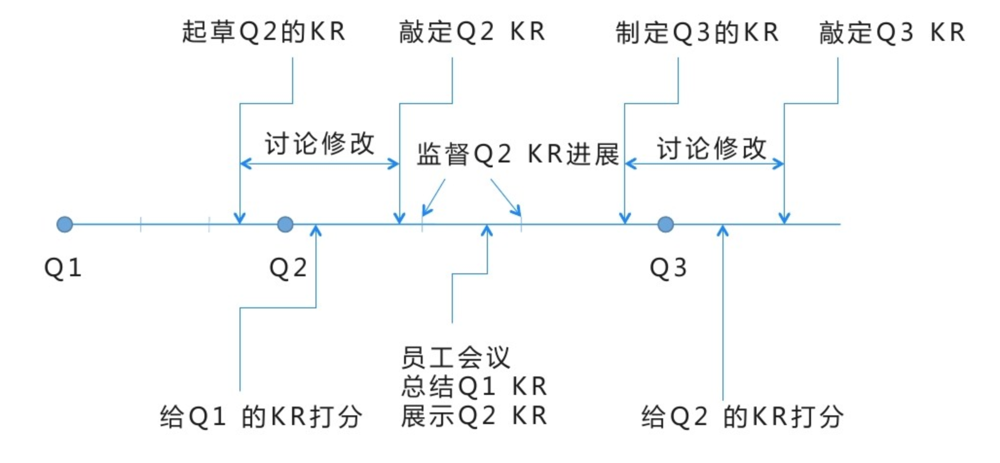 起草Q2的KR
敲定Q2 KR
制定Q3的KR
敲定Q3 KR
讨论修改
监督Q2 KR进展
讨论修改
Q1
Q2
Q3
员工会议
总结Q1 KR
展示Q2 KR
给Q1 的KR打分
给Q2 的KR打分